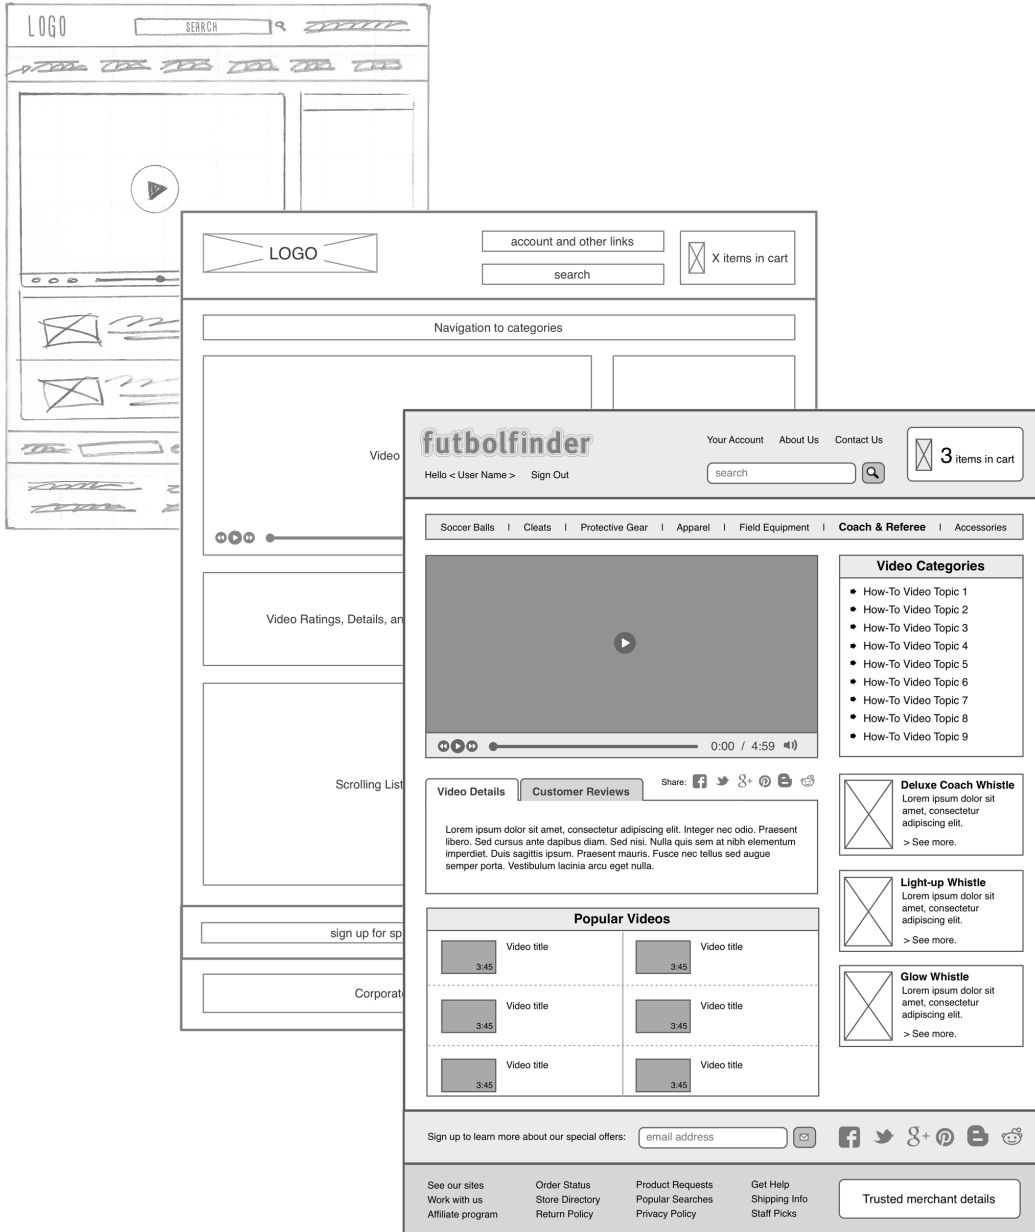 LOGO
SEARCH
LOGO
account and other links
search
X items in cart
Navigation to categories
Video
Video Ratings, Details, an
Scrolling List
sign up for sp
Corporat
futbolfinder
Hello < User Name > Sign Out
Your Account About Us Contact Us
search
3 items in cart
Soccer Balls | Cleats | Protective Gear | Apparel | Field Equipment | Coach & Referee | Accessories
0:00 / 4:59
Video Categories
How-To Video Topic 1
How-To Video Topic 2
How-To Video Topic 3
How-To Video Topic 4
How-To Video Topic 5
How-To Video Topic 6
How-To Video Topic 7
How-To Video Topic 8
How-To Video Topic 9
Video Details
Customer Reviews
Share:
Lorem ipsum dolor sit amet, consectetur adipiscing elit. Integer nec odio. Praesent
libero. Sed cursus ante dapibus diam. Sed nisi. Nulla quis sem at nibh elementum
imperdiet. Duis sagittis ipsum. Praesent mauris. Fusce nec tellus sed augue
semper porta. Vestibulum lacinia arcu eget nulla.
Deluxe Coach Whistle
Lorem ipsum dolor sit
amet, consectetur
adipiscing elit.
> See more.
Light-up Whistle
Lorem ipsum dolor sit
amet, consectetur
adipiscing elit.
> See more.
Glow Whistle
Lorem ipsum dolor sit
amet, consectetur
adipiscing elit.
> See more.
Popular Videos
3:45 Video title
3:45 Video title
3:45 Video title
3:45 Video title
3:45 Video title
3:45 Video title
Sign up to learn more about our special offers:
email address
See our sites
Work with us
Affiliate program
Order Status
Store Directory
Return Policy
Product Requests
Popular Searches
Privacy Policy
Get Help
Shipping Info
Staff Picks
Trusted merchant details